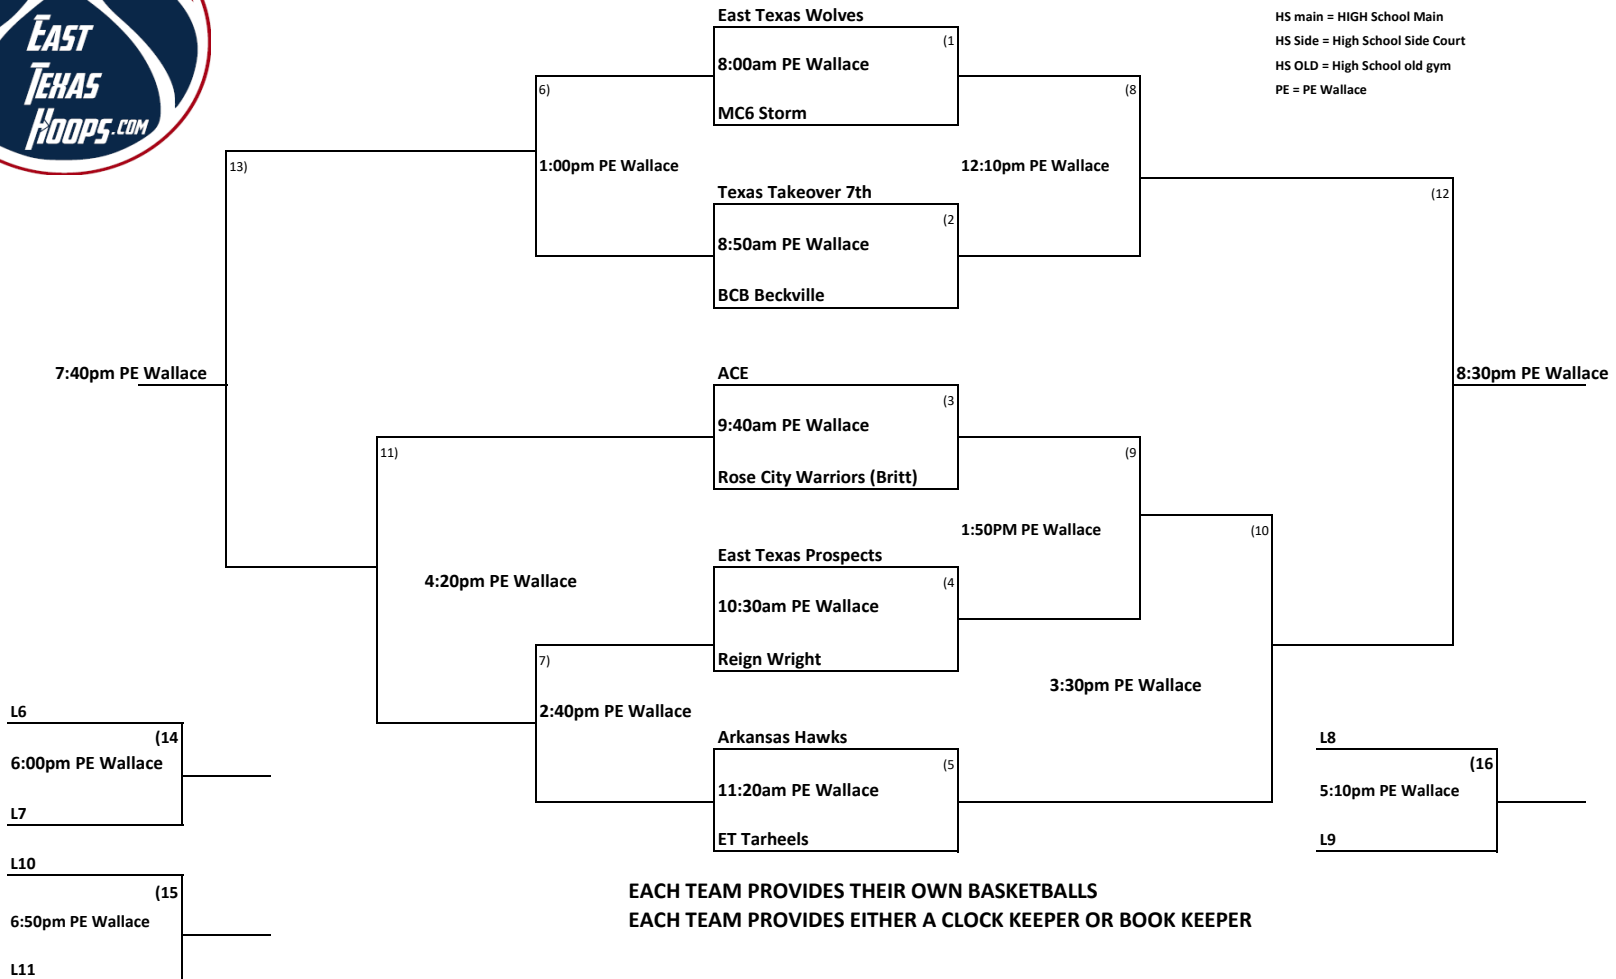 EAST
TEXAS
HOOPS.COM
HS main = HIGH School Main
HS Side = High School Side Court
HS OLD = High School old gym
PE = PE Wallace
East Texas Wolves
(1
8:00am PE Wallace
MC6 Storm
6)
(8
1:00pm PE Wallace
12:10pm PE Wallace
13)
(12
Texas Takeover 7th
(2
8:50am PE Wallace
BCB Beckville
7:40pm PE Wallace
8:30pm PE Wallace
ACE
(3
9:40am PE Wallace
Rose City Warriors (Britt)
11)
(9
1:50PM PE Wallace
(10
East Texas Prospects
(4
4:20pm PE Wallace
10:30am PE Wallace
Reign Wright
7)
3:30pm PE Wallace
2:40pm PE Wallace
Arkansas Hawks
(5
11:20am PE Wallace
ET Tarheels
L6
(14
6:00pm PE Wallace
L7
L8
(16
5:10pm PE Wallace
L9
L10
(15
6:50pm PE Wallace
L11
EACH TEAM PROVIDES THEIR OWN BASKETBALLS
EACH TEAM PROVIDES EITHER A CLOCK KEEPER OR BOOK KEEPER